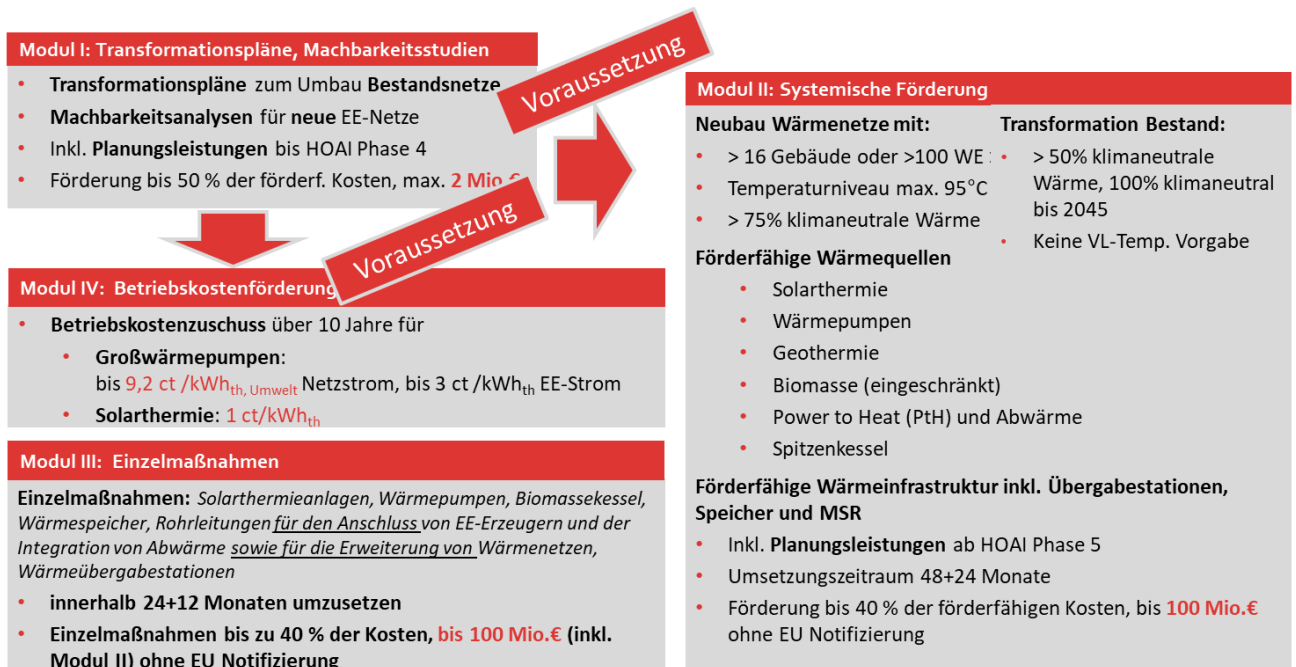 Modul I: Transformationspläne, Machbarkeitsstudien
• Transformationspläne zum Umbau Bestandsnetze
• Machbarkeitsanalysen für neue EE-Netze
• Inkl. Planungsleistungen bis HOAI Phase 4
• Förderung bis 50 % der förderf. Kosten, max. 2 Mio.€
Voraussetzung
Voraussetzung
Modul IV: Betriebskostenförderung
• Betriebskostenzuschuss über 10 Jahre für
• Großwärmepumpen:
bis 9,2 ct /kWhth, Umwelt Netzstrom, bis 3 ct /kWhth EE-Strom
• Solarthermie: 1 ct/kWhth
Modul III: Einzelmaßnahmen
Einzelmaßnahmen: Solarthermieanlagen, Wärmepumpen, Biomassekessel,
Wärmespeicher, Rohrleitungen für den Anschluss von EE-Erzeugern und der
Integration von Abwärme sowie für die Erweiterung von Wärmenetzen,
Wärmeübergabestationen
• innerhalb 24+12 Monaten umzusetzen
• Einzelmaßnahmen bis zu 40 % der Kosten, bis 100 Mio.€ (inkl.
Modul II) ohne EU Notifizierung
Modul II: Systemische Förderung
Neubau Wärmenetze mit:
• > 16 Gebäude oder >100 WE
• Temperaturniveau max. 95°C
• > 75% klimaneutrale Wärme
Transformation Bestand:
• > 50% klimaneutrale
Wärme, 100% klimaneutral
bis 2045
• Keine VL-Temp. Vorgabe
Förderfähige Wärmequellen
• Solarthermie
• Wärmepumpen
• Geothermie
• Biomasse (eingeschränkt)
• Power to Heat (PtH) und Abwärme
• Spitzenkessel
Förderfähige Wärmeinfrastruktur inkl. Übergabestationen,
Speicher und MSR
• Inkl. Planungsleistungen ab HOAI Phase 5
• Umsetzungszeitraum 48+24 Monate
• Förderung bis 40 % der förderfähigen Kosten, bis 100 Mio.€
ohne EU Notifizierung